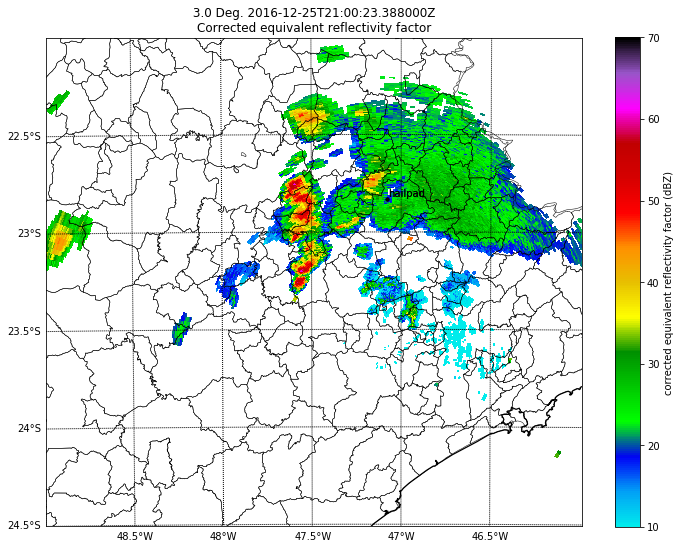 3.0 Deg. 2016-12-25T21:00:23.388000Z
Corrected equivalent reflectivity factor
22.5°S
23°S
23.5°S
24°S
24.5°S
48.5°W
48°W
47.5°W
47°W
46.5°W
hailpad
70
60
50
40
30
20
10
corrected equivalent reflectivity factor (dBZ)